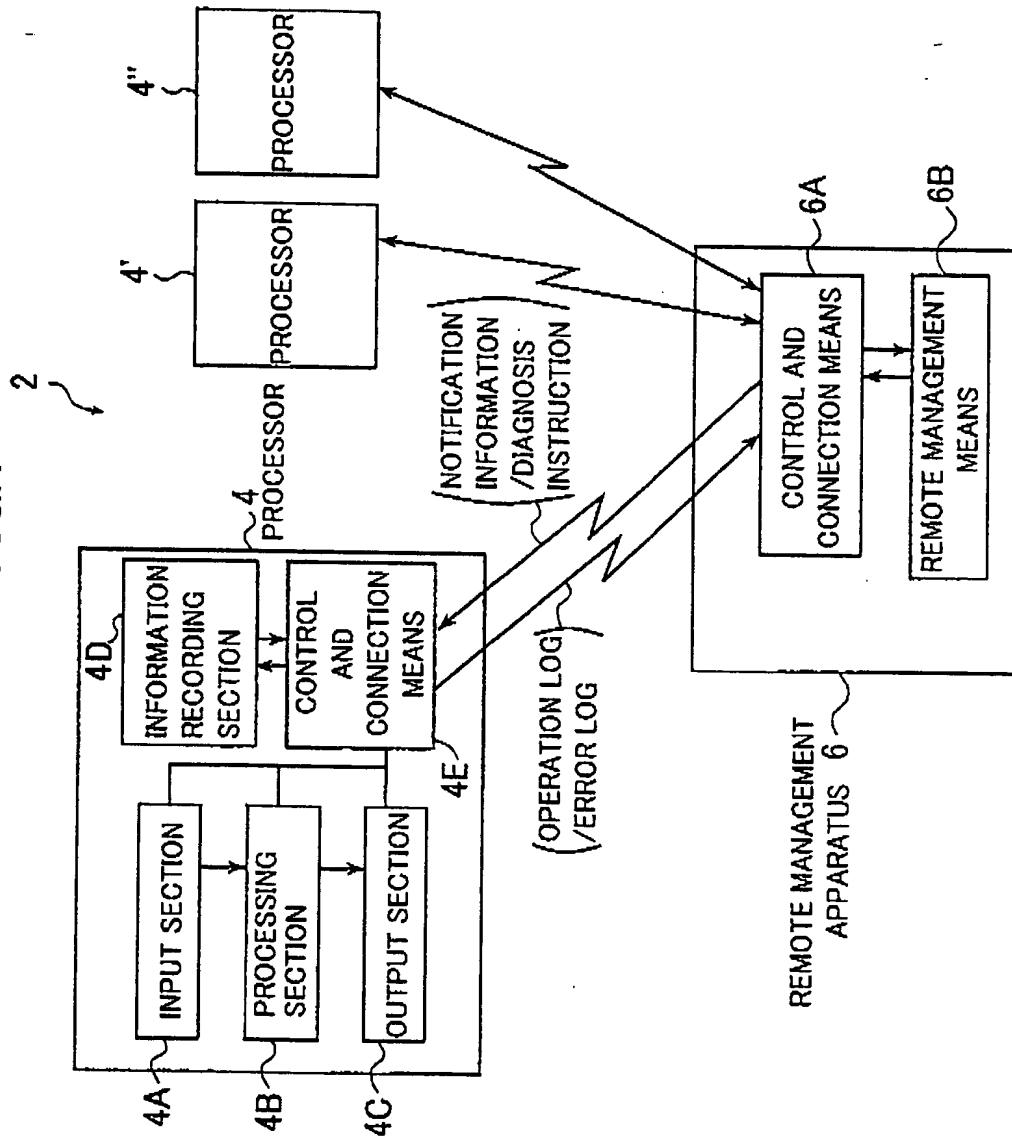 2
4
PROCESSOR
4A
INPUT SECTION
4B
PROCESSING
SECTION
4C
OUTPUT SECTION
4D
INFORMATION
RECORDING
SECTION
CONTROL
AND
CONNECTION
MEANS
4E
4'
PROCESSOR
4"
PROCESSOR
(OPERATION LOG
/ERROR LOG)
(NOTIFICATION
INFORMATION
/DIAGNOSIS
INSTRUCTION)
REMOTE MANAGEMENT
APPARATUS 6
CONTROL AND
CONNECTION MEANS
6A
REMOTE MANAGEMENT
MEANS
6B